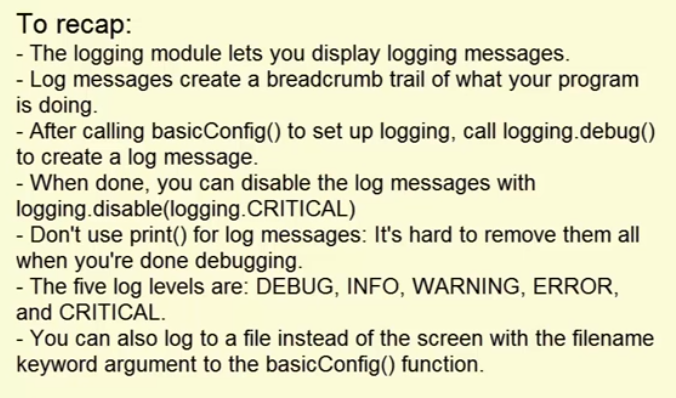 To recap:
- The logging module lets you display logging messages.
- Log messages create a breadcrumb trail of what your program
is doing.
- After calling basicConfig() to set up logging, call logging.debug()
to create a log message.
- When done, you can disable the log messages with
logging.disable(logging.CRITICAL)
- Don't use print() for log messages: It's hard to remove them all
when you're done debugging.
- The five log levels are: DEBUG, INFO, WARNING, ERROR,
and CRITICAL.
- You can also log to a file instead of the screen with the filename
keyword argument to the basicConfig() function.